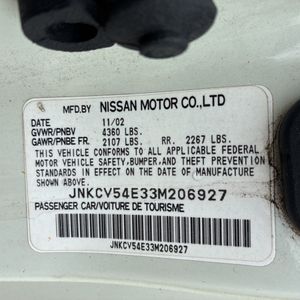 MFD.BY NISSAN MOTOR CO.,LTD
DATE 11/02
GVWR/PNBV 4360 LBS.
GAWR/PNBE FR. 2107 LBS. RR. 2267 LBS.
THIS VEHICLE CONFORMS TO ALL APPLICABLE FEDERAL
MOTOR VEHICLE SAFETY,BUMPER,AND THEFT PREVENTION
STANDARDS IN EFFECT ON THE DATE OF MANUFACTURE
SHOWN ABOVE.
JNKCV54E33M206927
PASSENGER CAR/VOITURE DE TOURISME
JNKCV54E33M206927